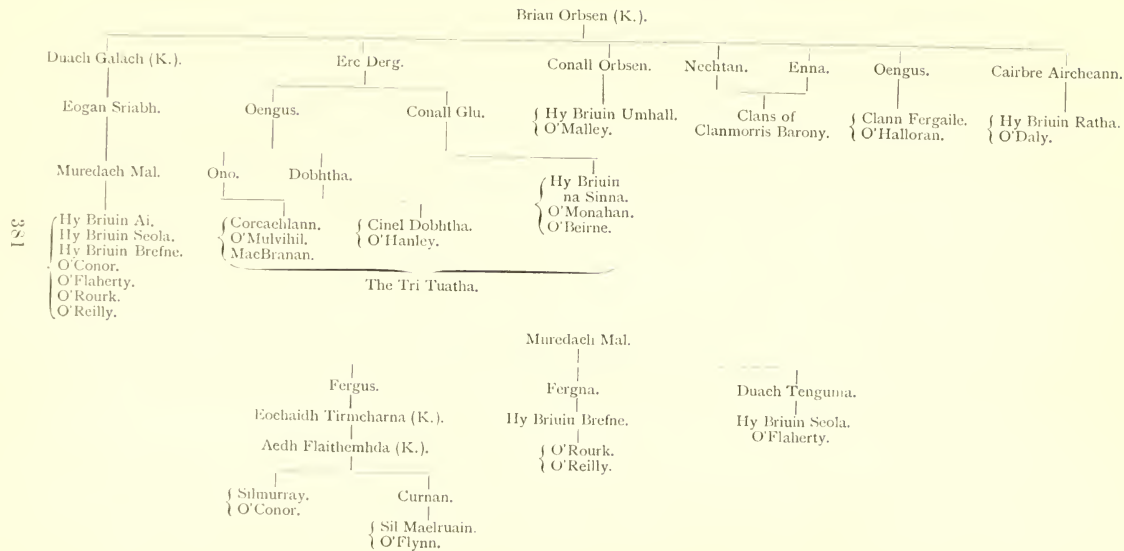 Brian Orbsen (K.).
Duach Galach (K.).
Erc Derg.
Conall Orbsen.
Nechtan.
Enna.
Oengus.
Cairbre Aircheann.
Eogan Sriabh.
Oengus.
Conall Glu.
Hy Briuin Umhall.
O'Malley.
Clans of
Clanmorris Barony.
Clann Fergaile.
O'Halloran.
Hy Briuin Ratha.
O'Daly.
Muredach Mal.
Ono.
Dobhtha.
Hy Briuin
na Sinna.
O'Monahan.
O'Beirne.
Hy Briuin Ai.
Hy Briuin Seola.
Hy Briuin Brefne.
O'Conor.
O'Flaherty.
O'Rourk.
O'Reilly.
Corcachlann.
O'Mulvihil.
MacBranan.
Cinel Dobhtha.
O'Hanley.
The Tri Tuatha.
381
Muredach Mal.
Fergus.
Fergna.
Duach Tenguma.
Eochaidh Tirmcharna (K.).
Hy Briuin Brefne.
Hy Briuin Seola.
O'Flaherty.
Aedh Flaithemhda (K.).
O'Rourk.
O'Reilly.
Silmurray.
O'Conor.
Curnan.
Sil Maelruain.
O'Flynn.